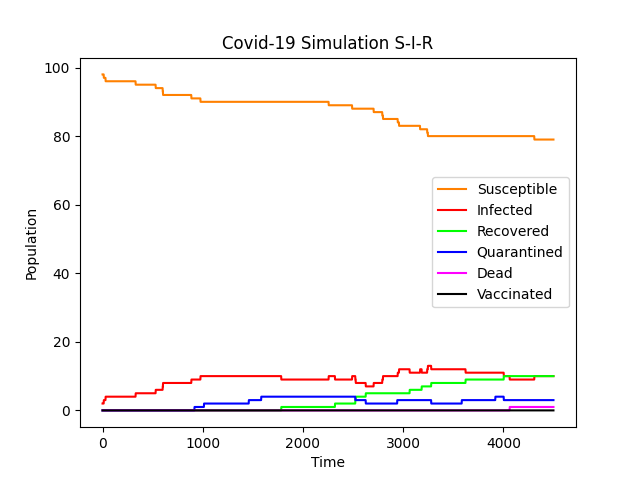 Covid-19 Simulation S-I-R
100
80
60
40
20
0
Population
Susceptible
Infected
Recovered
Quarantined
Dead
Vaccinated
0 1000 2000 3000 4000
Time